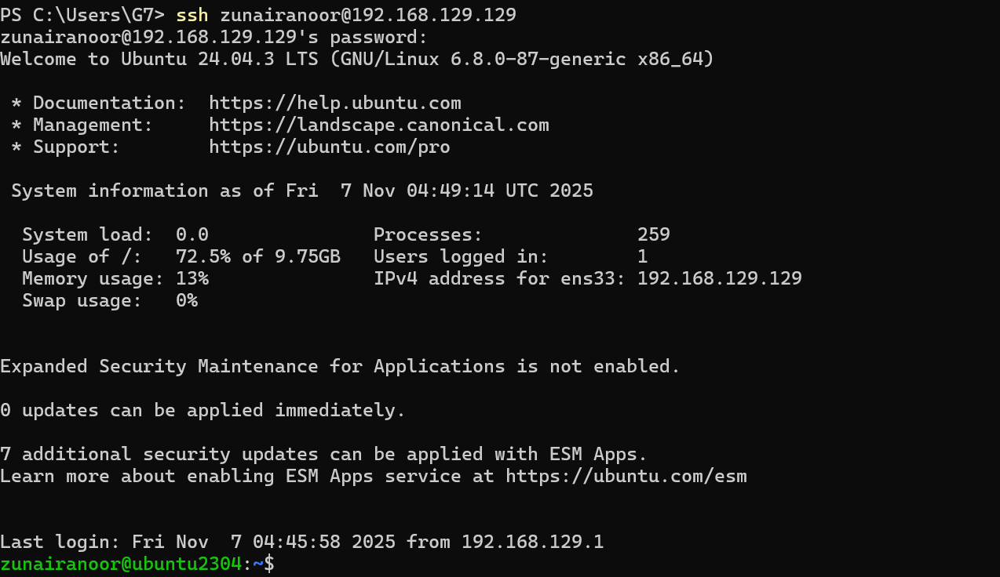 PS C:\Users\G7> ssh zunairanoor@192.168.129.129
zunairanoor@192.168.129.129's password:
Welcome to Ubuntu 24.04.3 LTS (GNU/Linux 6.8.0-87-generic x86_64)

 * Documentation:  https://help.ubuntu.com
 * Management:     https://landscape.canonical.com
 * Support:        https://ubuntu.com/pro

 System information as of Fri  7 Nov 04:49:14 UTC 2025

  System load:  0.0               Processes:              259
  Usage of /:   72.5% of 9.75GB   Users logged in:        1
  Memory usage: 13%               IPv4 address for ens33: 192.168.129.129
  Swap usage:   0%


Expanded Security Maintenance for Applications is not enabled.

0 updates can be applied immediately.

7 additional security updates can be applied with ESM Apps.
Learn more about enabling ESM Apps service at https://ubuntu.com/esm


Last login: Fri Nov  7 04:45:58 2025 from 192.168.129.1
zunairanoor@ubuntu2304:~$